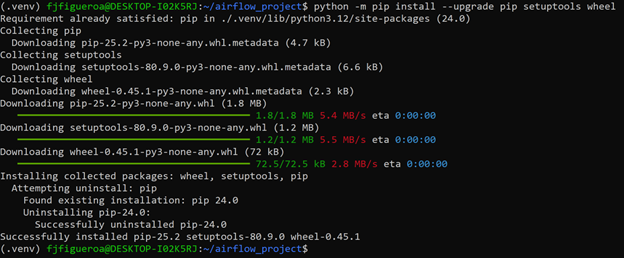 (.venv) fjfigueroa@DESKTOP-I02K5RJ:~/airflow_project$ python -m pip install --upgrade pip setuptools wheel
Requirement already satisfied: pip in ./.venv/lib/python3.12/site-packages (24.0)
Collecting pip
  Downloading pip-25.2-py3-none-any.whl.metadata (4.7 kB)
Collecting setuptools
  Downloading setuptools-80.9.0-py3-none-any.whl.metadata (6.6 kB)
Collecting wheel
  Downloading wheel-0.45.1-py3-none-any.whl.metadata (2.3 kB)
Downloading pip-25.2-py3-none-any.whl (1.8 MB)
1.8/1.8 MB 5.4 MB/s eta 0:00:00
Downloading setuptools-80.9.0-py3-none-any.whl (1.2 MB)
1.2/1.2 MB 5.5 MB/s eta 0:00:00
Downloading wheel-0.45.1-py3-none-any.whl (72 kB)
72.5/72.5 kB 2.8 MB/s eta 0:00:00
Installing collected packages: wheel, setuptools, pip
  Attempting uninstall: pip
    Found existing installation: pip 24.0
    Uninstalling pip-24.0:
      Successfully uninstalled pip-24.0
Successfully installed pip-25.2 setuptools-80.9.0 wheel-0.45.1
(.venv) fjfigueroa@DESKTOP-I02K5RJ:~/airflow_project$